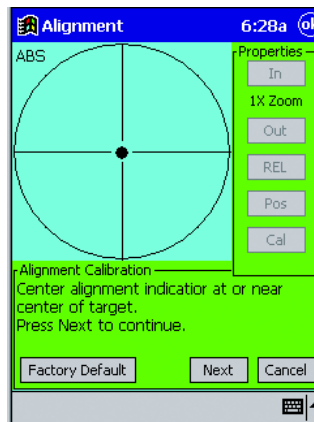 Alignment 6:28a ok
ABS
Properties
In
1X Zoom
Out
REL
Pos
Cal
Alignment Calibration
Center alignment indicatior at or near
center of target.
Press Next to continue.
Factory Default Next Cancel